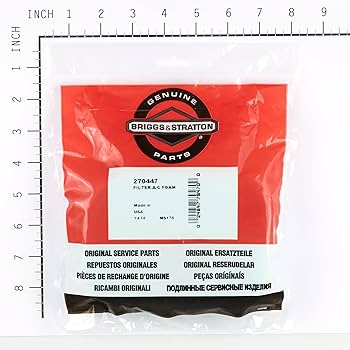 INCH 1 2 3 4 5 6 7 8 9
INCH
1
2
3
4
5
6
7
8
GENUINE
BRIGGS&STRATTON
PARTS
270447
FILTER-A/C FOAM
Made in
USA
ORIGINAL SERVICE PARTS
REPUESTOS ORIGINALES
PIÈCES DE RECHANGE D'ORIGINE
RICAMBI ORIGINALI
ORIGINAL ERSATZTEILE
ORIGINAL RESERUDELAR
PEÇAS ORIGINAIS
ПОДЛИННЫЕ СЕРВИСНЫЕ ИЗДЕЛИЯ